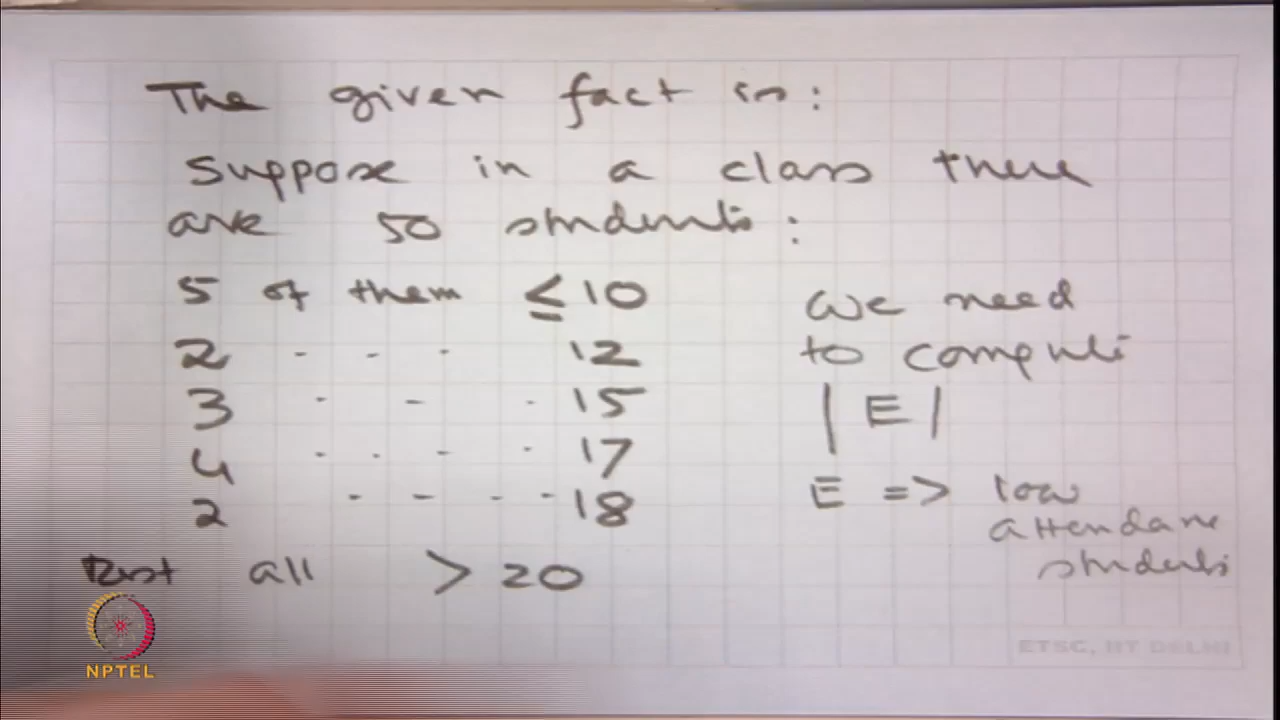 The given fact is:
Suppose in a class there
are 50 students:
5 of them ≤ 10
2 - - - 12
3 - - - 15
4 - - - - 17
2 - - - - 18
Rest all > 20
We need
to compute
|E|
E => low
attendance
students
NPTEL
ETSC, IIT DELHI